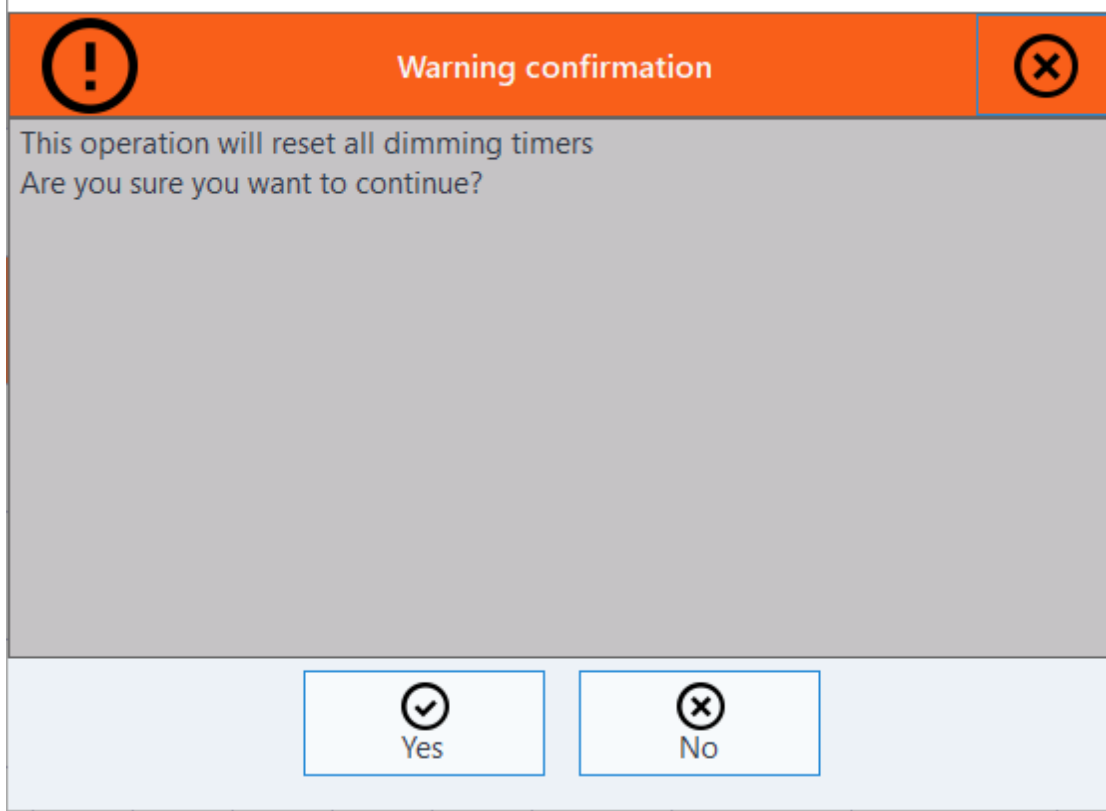 Warning confirmation
This operation will reset all dimming timers
Are you sure you want to continue?
Yes
No